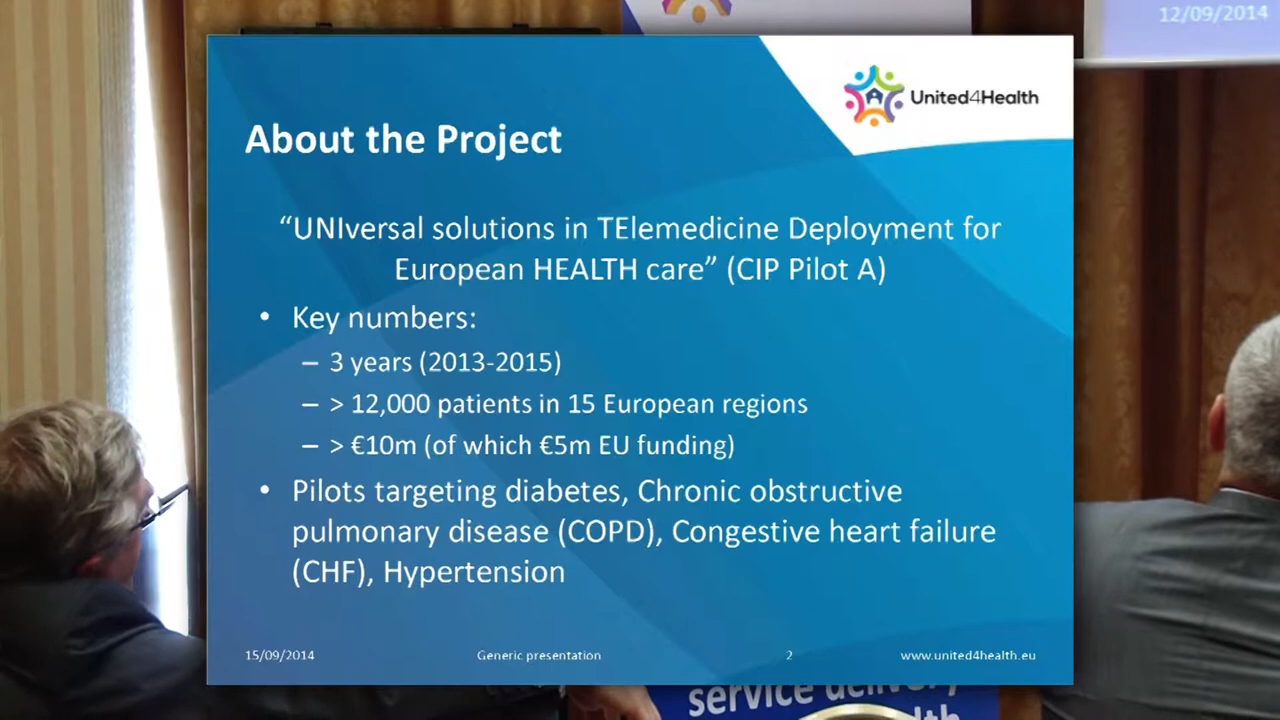 12/09/2014
United4Health
About the Project
“UNIversal solutions in TElemedicine Deployment for
European HEALTH care” (CIP Pilot A)
• Key numbers:
– 3 years (2013-2015)
– > 12,000 patients in 15 European regions
– > €10m (of which €5m EU funding)
• Pilots targeting diabetes, Chronic obstructive
pulmonary disease (COPD), Congestive heart failure
(CHF), Hypertension
15/09/2014 Generic presentation 2 www.united4health.eu
service delivery